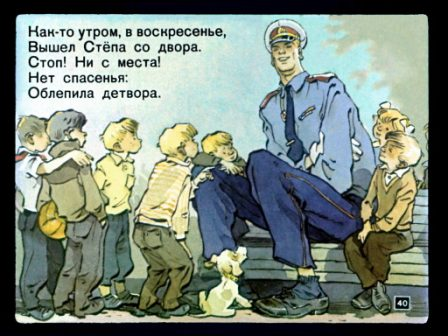 Как-то утром, в воскресенье,
Вышел Стёпа со двора.
Стоп! Ни с места!
Нет спасенья:
Облепила детвора.
40